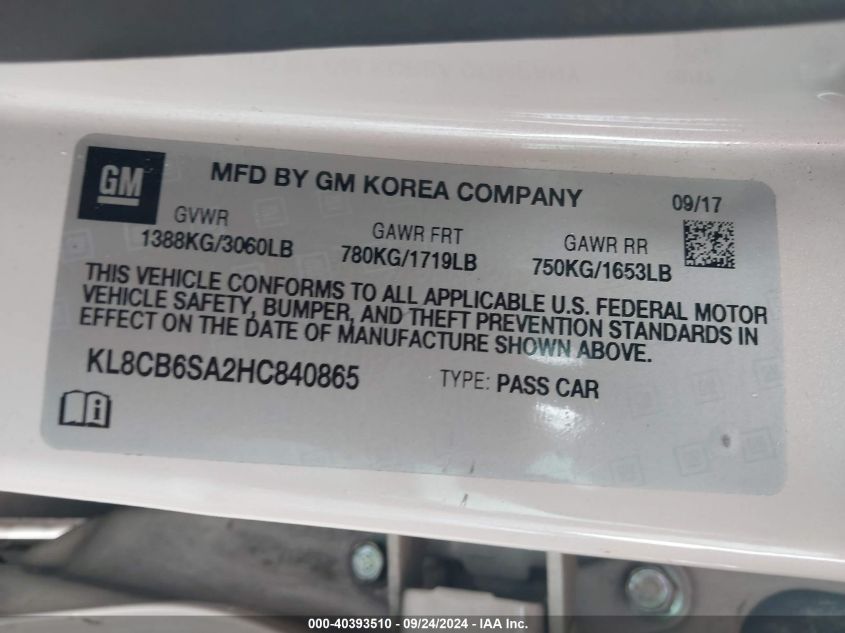 GM
MFD BY GM KOREA COMPANY
09/17
GVWR
1388KG/3060LB
GAWR FRT
780KG/1719LB
GAWR RR
750KG/1653LB
THIS VEHICLE CONFORMS TO ALL APPLICABLE U.S. FEDERAL MOTOR
VEHICLE SAFETY, BUMPER, AND THEFT PREVENTION STANDARDS IN
EFFECT ON THE DATE OF MANUFACTURE SHOWN ABOVE.
KL8CB6SA2HC840865
TYPE: PASS CAR
000-40393510 - 09/24/2024 - IAA Inc.